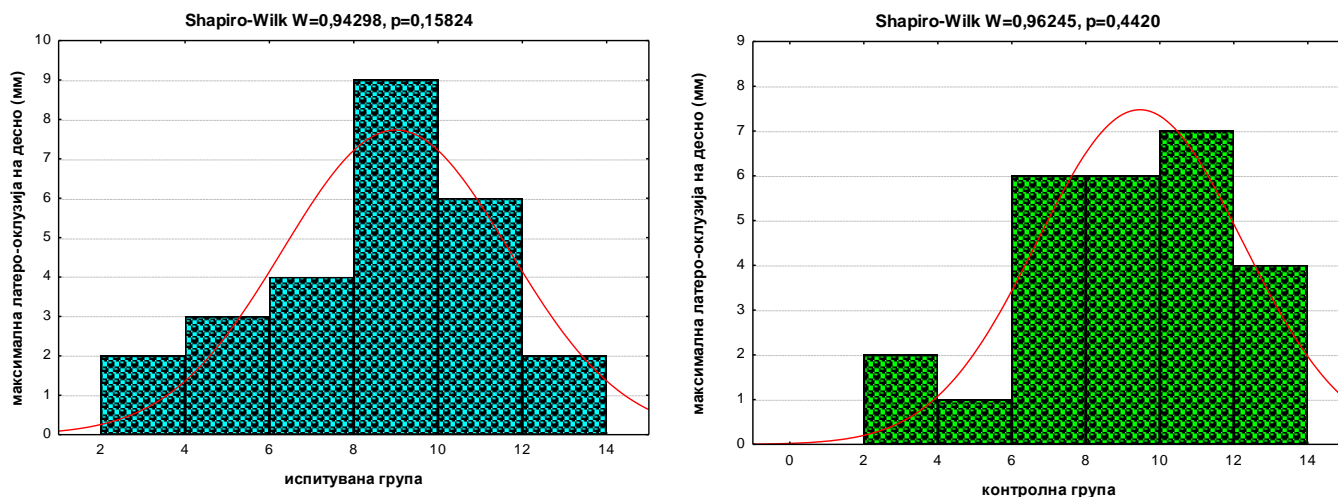 Shapiro-Wilk W=0,94298, p=0,15824
максимална латеро-оклузија на десно (мм)
10
9
8
7
6
5
4
3
2
1
0
2 4 6 8 10 12 14
испитувана група
Shapiro-Wilk W=0,96245, p=0,4420
максимална латеро-оклузија на десно (мм)
9
8
7
6
5
4
3
2
1
0
0 2 4 6 8 10 12 14
контролна група